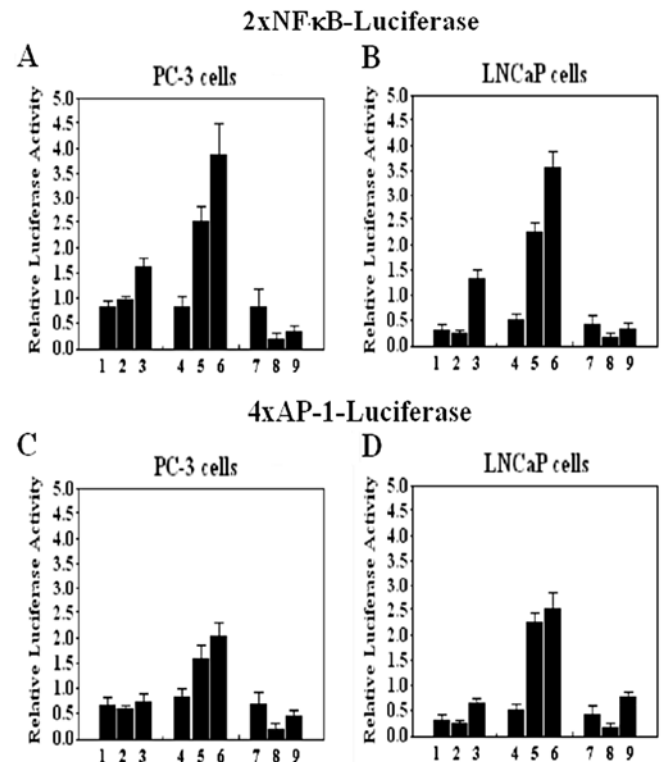 2xNF-κB-Luciferase
A
PC-3 cells
Relative Luciferase Activity
5.0
4.5
4.0
3.5
3.0
2.5
2.0
1.5
1.0
0.5
0.0
1 2 3 4 5 6 7 8 9
B
LNCaP cells
Relative Luciferase Activity
5.0
4.5
4.0
3.5
3.0
2.5
2.0
1.5
1.0
0.5
0.0
1 2 3 4 5 6 7 8 9
4xAP-1-Luciferase
C
PC-3 cells
Relative Luciferase Activity
5.0
4.5
4.0
3.5
3.0
2.5
2.0
1.5
1.0
0.5
0.0
1 2 3 4 5 6 7 8 9
D
LNCaP cells
Relative Luciferase Activity
5.0
4.5
4.0
3.5
3.0
2.5
2.0
1.5
1.0
0.5
0.0
1 2 3 4 5 6 7 8 9